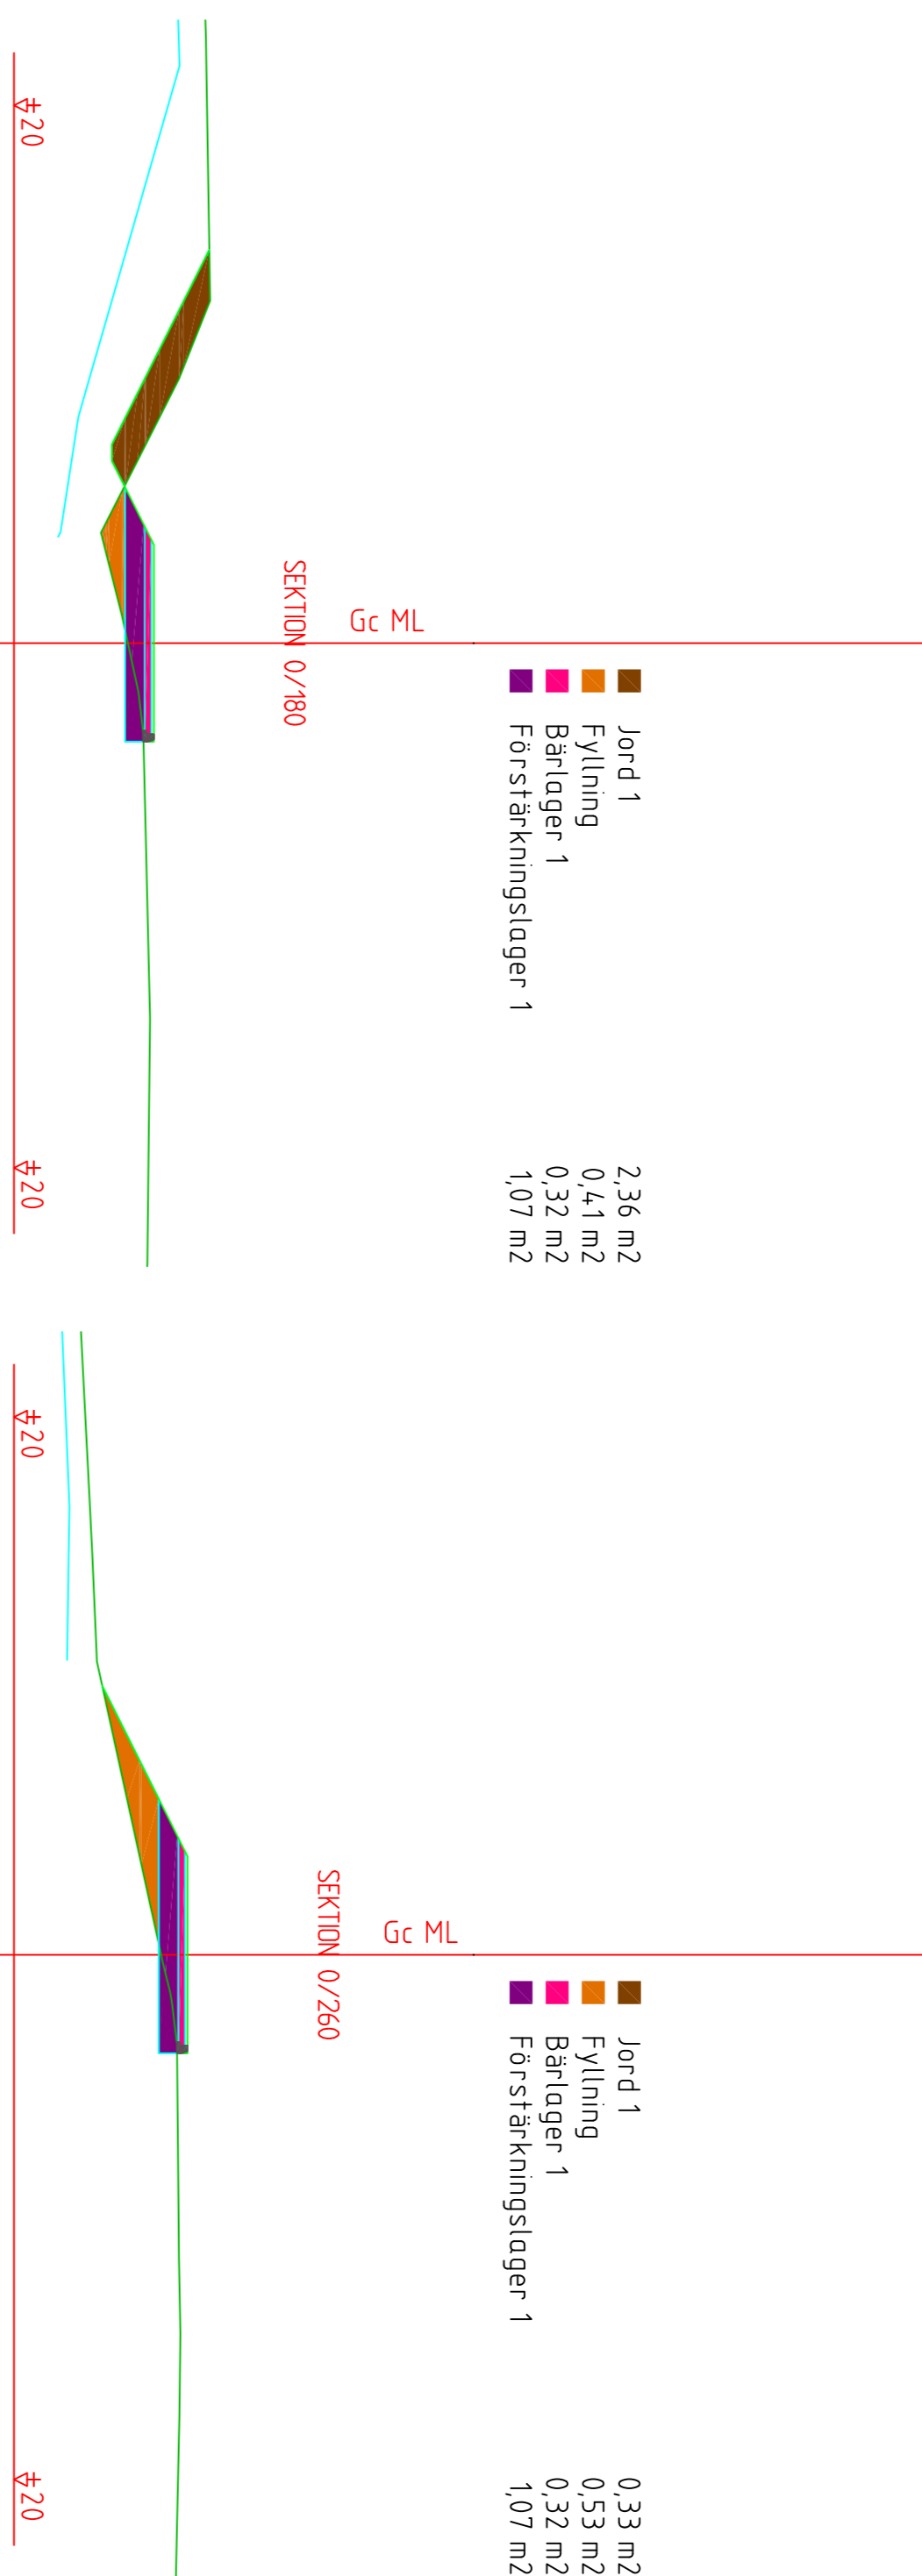 Gc ML
SEKTION 0/180
Jord 1 2,36 m2
Fyllning 0,41 m2
Bärlager 1 0,32 m2
Förstärkningslager 1 1,07 m2
±20 ±20
Gc ML
SEKTION 0/260
Jord 1 0,33 m2
Fyllning 0,53 m2
Bärlager 1 0,32 m2
Förstärkningslager 1 1,07 m2
±20 ±20